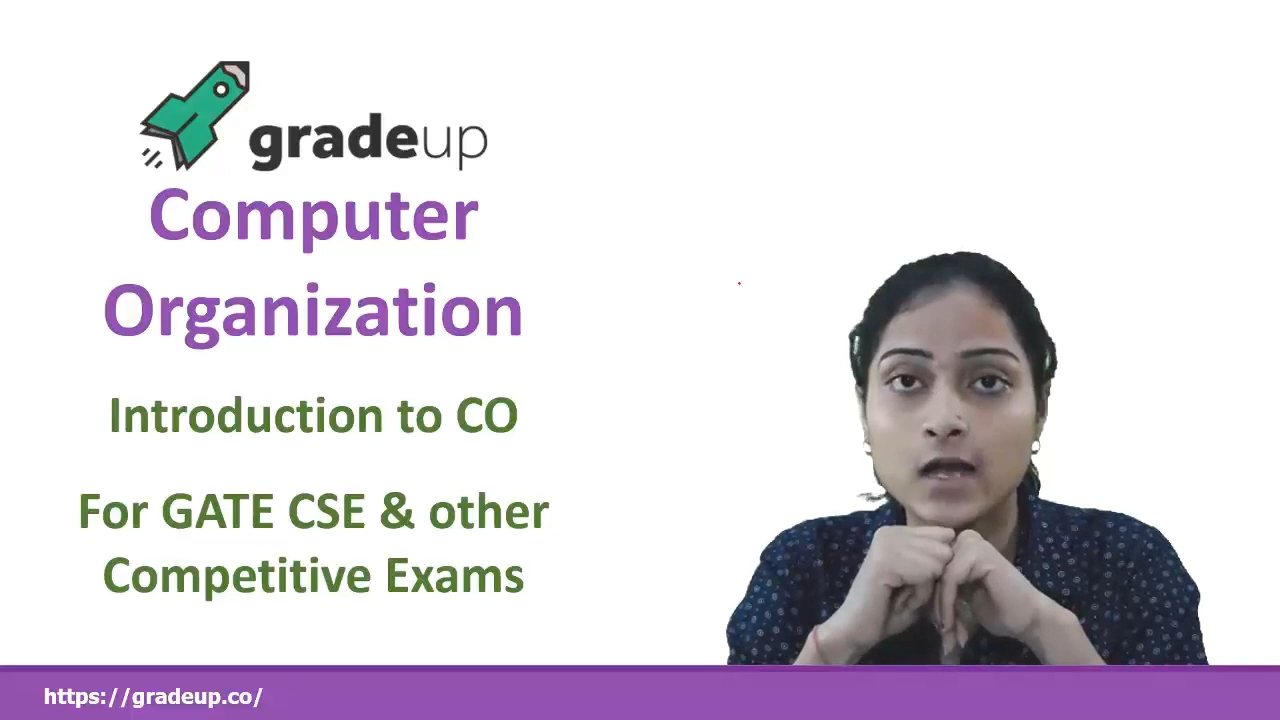 gradeup
Computer
Organization
Introduction to CO
For GATE CSE & other
Competitive Exams
https://gradeup.co/